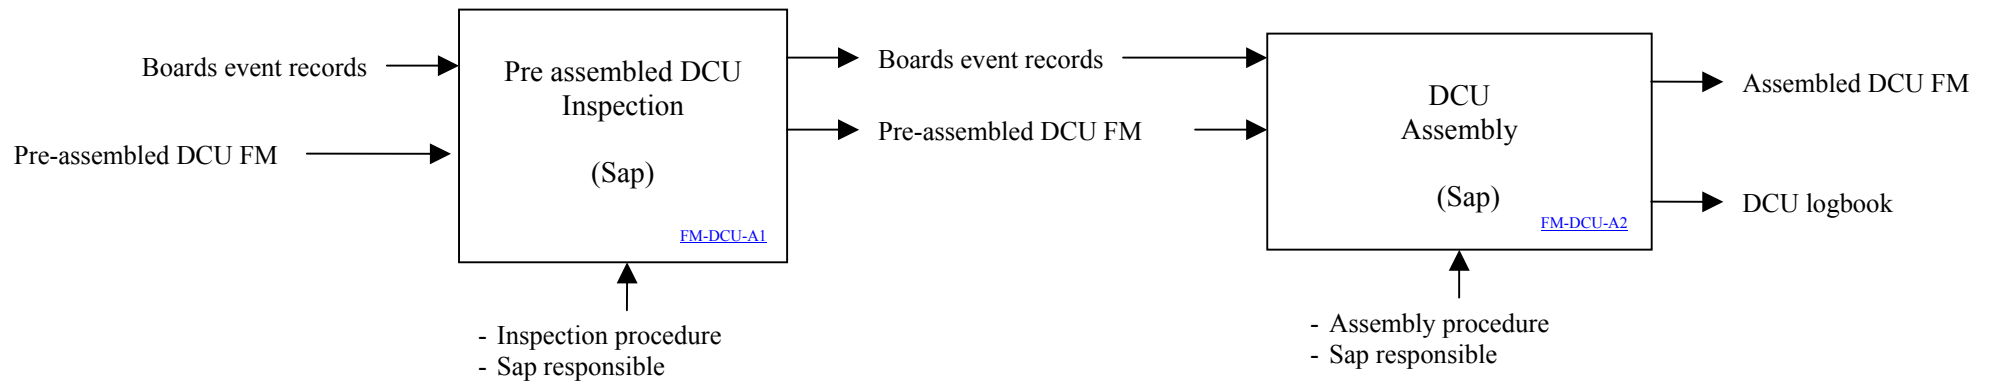 Boards event records
Pre-assembled DCU FM
Pre assembled DCU
Inspection
(Sap)
FM-DCU-A1
- Inspection procedure
- Sap responsible
Boards event records
Pre-assembled DCU FM
DCU
Assembly
(Sap)
FM-DCU-A2
- Assembly procedure
- Sap responsible
Assembled DCU FM
DCU logbook